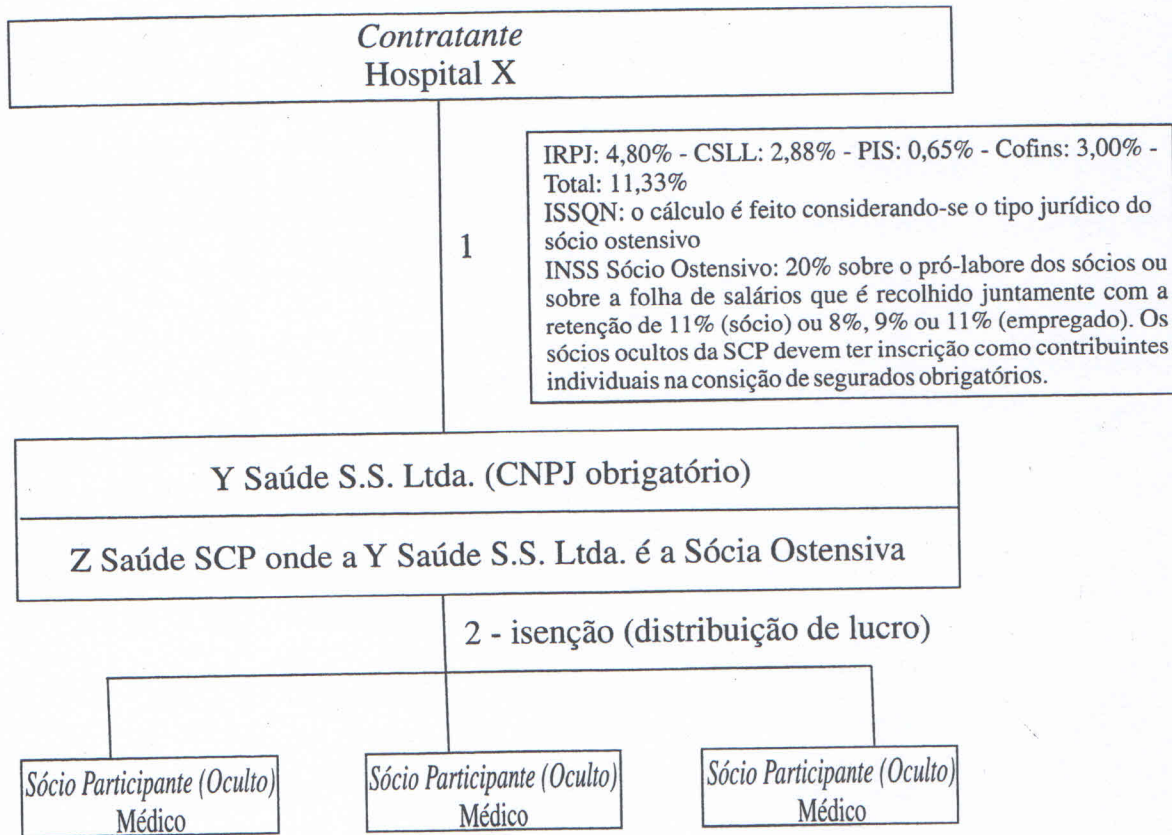 Contratante
Hospital X
IRPJ: 4,80% - CSLL: 2,88% - PIS: 0,65% - Cofins: 3,00% -
Total: 11,33%
ISSQN: o cálculo é feito considerando-se o tipo jurídico do
sócio ostensivo
INSS Sócio Ostensivo: 20% sobre o pró-labore dos sócios ou
sobre a folha de salários que é recolhido juntamente com a
retenção de 11% (sócio) ou 8%, 9% ou 11% (empregado). Os
sócios ocultos da SCP devem ter inscrição como contribuintes
individuais na consição de segurados obrigatórios.
1
Y Saúde S.S. Ltda. (CNPJ obrigatório)
Z Saúde SCP onde a Y Saúde S.S. Ltda. é a Sócia Ostensiva
2 - isenção (distribuição de lucro)
Sócio Participante (Oculto)
Médico
Sócio Participante (Oculto)
Médico
Sócio Participante (Oculto)
Médico